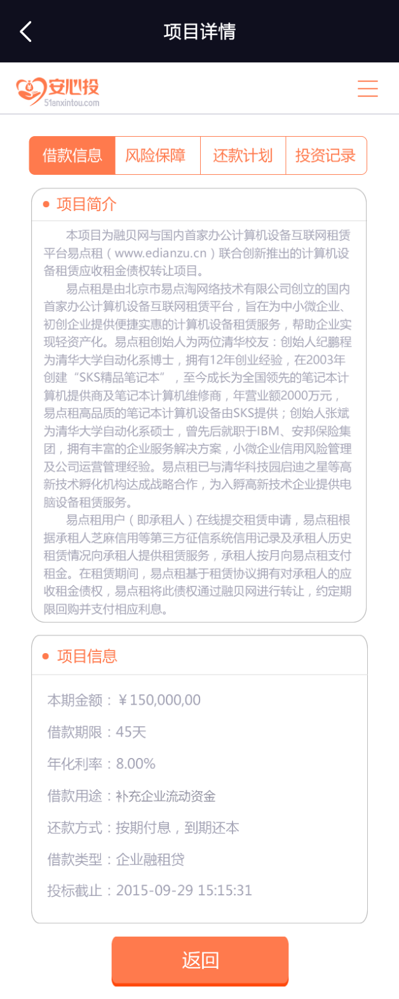 项目详情
安心投
51anxintou.com
借款信息 风险保障 还款计划 投资记录
项目简介
本项目为融贝网与国内首家办公计算机设备互联网租赁
平台易点租（www.edianzu.cn）联合创新推出的计算机设
备租赁应收租金债权转让项目。
易点租是由北京市易点淘网络技术有限公司创立的国内
首家办公计算机设备互联网租赁平台，旨在为中小微企业、
初创企业提供便捷实惠的计算机设备租赁服务，帮助企业实
现轻资产化。易点租创始人为两位清华校友：创始人纪鹏程
为清华大学自动化系博士，拥有12年创业经验，在2003年
创建“SKS精品笔记本”，至今成长为全国领先的笔记本计
算机提供商及笔记本计算机维修商，年营业额2000万元，
易点租高品质的笔记本计算机设备由SKS提供；创始人张斌
为清华大学自动化系硕士，曾先后就职于IBM、安邦保险集
团，拥有丰富的企业服务解决方案，小微企业信用风险管理
及公司运营管理经验。易点租已与清华科技园启迪之星等高
新技术孵化机构达成战略合作，为入孵高新技术企业提供电
脑设备租赁服务。
易点租用户（即承租人）在线提交租赁申请，易点租根
据承租人芝麻信用等第三方征信系统信用记录及承租人历史
租赁情况向承租人提供租赁服务，承租人按月向易点租支付
租金。在租赁期间，易点租基于租赁协议拥有对承租人的应
收租金债权，易点租将此债权通过融贝网进行转让，约定期
限回购并支付相应利息。
项目信息
本期金额：￥150,000,00
借款期限：45天
年化利率：8.00%
借款用途：补充企业流动资金
还款方式：按期付息，到期还本
借款类型：企业融租贷
投标截止：2015-09-29 15:15:31
返回